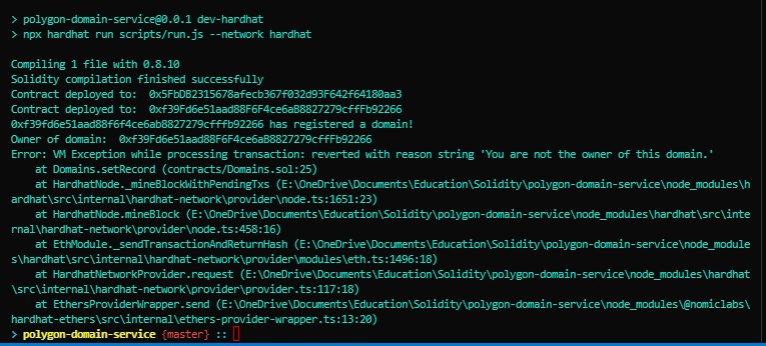 > polygon-domain-service@0.0.1 dev-hardhat
> npx hardhat run scripts/run.js --network hardhat
Compiling 1 file with 0.8.10
Solidity compilation finished successfully
Contract deployed to:  0x5FbDB2315678afecb367f032d93F642f64180aa3
Contract deployed to:  0xf39Fd6e51aad88F6F4ce6aB8827279cffFb92266
0xf39fd6e51aad88f6f4ce6ab8827279cfffb92266 has registered a domain!
Owner of domain:  0xf39Fd6e51aad88F6F4ce6aB8827279cffFb92266
Error: VM Exception while processing transaction: reverted with reason string 'You are not the owner of this domain.'
    at Domains.setRecord (contracts/Domains.sol:25)
    at HardhatNode._mineBlockWithPendingTxs (E:\OneDrive\Documents\Education\Solidity\polygon-domain-service\node_modules\h
ardhat\src\internal\hardhat-network\provider\node.ts:1651:23)
    at HardhatNode.mineBlock (E:\OneDrive\Documents\Education\Solidity\polygon-domain-service\node_modules\hardhat\src\inte
rnal\hardhat-network\provider\node.ts:458:16)
    at EthModule._sendTransactionAndReturnHash (E:\OneDrive\Documents\Education\Solidity\polygon-domain-service\node_module
s\hardhat\src\internal\hardhat-network\provider\modules\eth.ts:1496:18)
    at HardhatNetworkProvider.request (E:\OneDrive\Documents\Education\Solidity\polygon-domain-service\node_modules\hardhat
\src\internal\hardhat-network\provider\provider.ts:117:18)
    at EthersProviderWrapper.send (E:\OneDrive\Documents\Education\Solidity\polygon-domain-service\node_modules\@nomiclabs\
hardhat-ethers\src\internal\ethers-provider-wrapper.ts:13:20)
> polygon-domain-service {master} ::